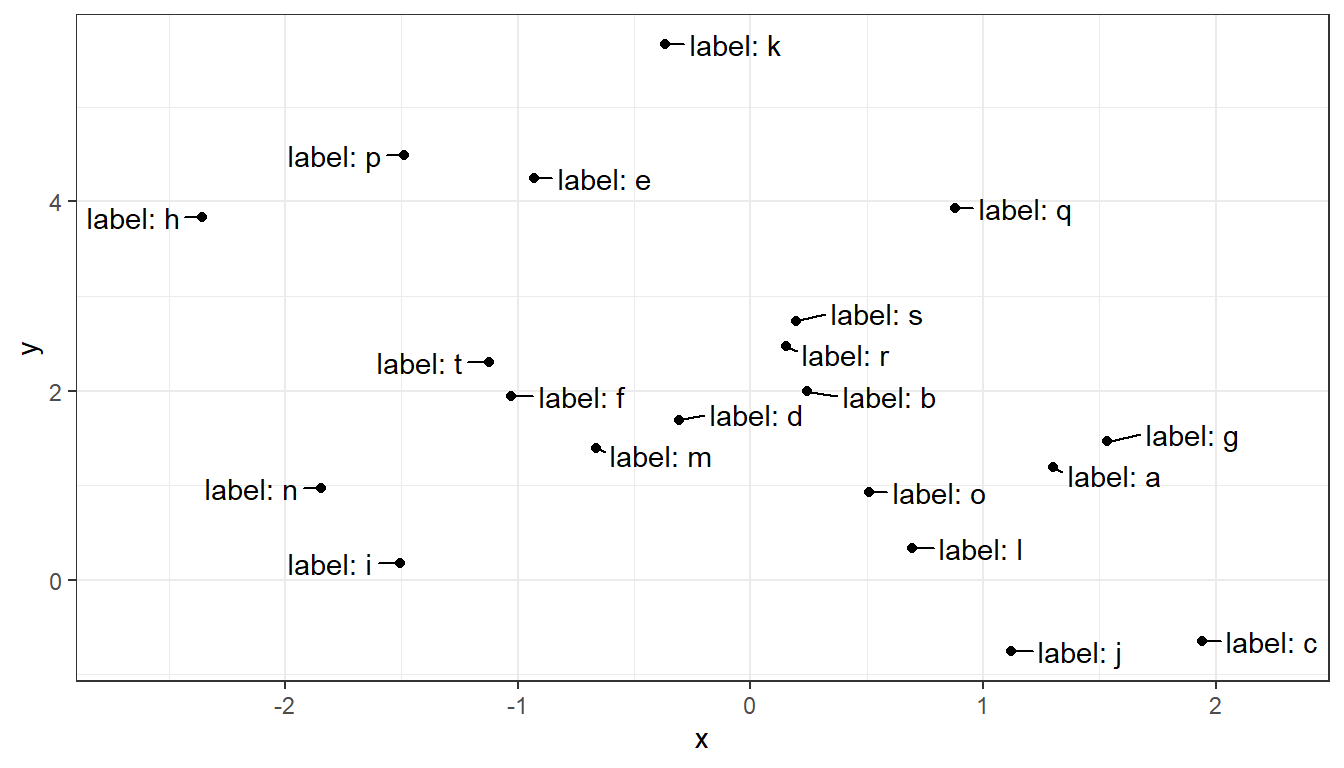 label: k
label: p
label: e
4
label: h
label: q
label: s
y
label: r
label: t
2
label: f
label: b
label: d
label: g
label: m
label: a
label: n
label: o
label: l
label: i
0
label: j
label: c
-2
-1
0
1
2
x